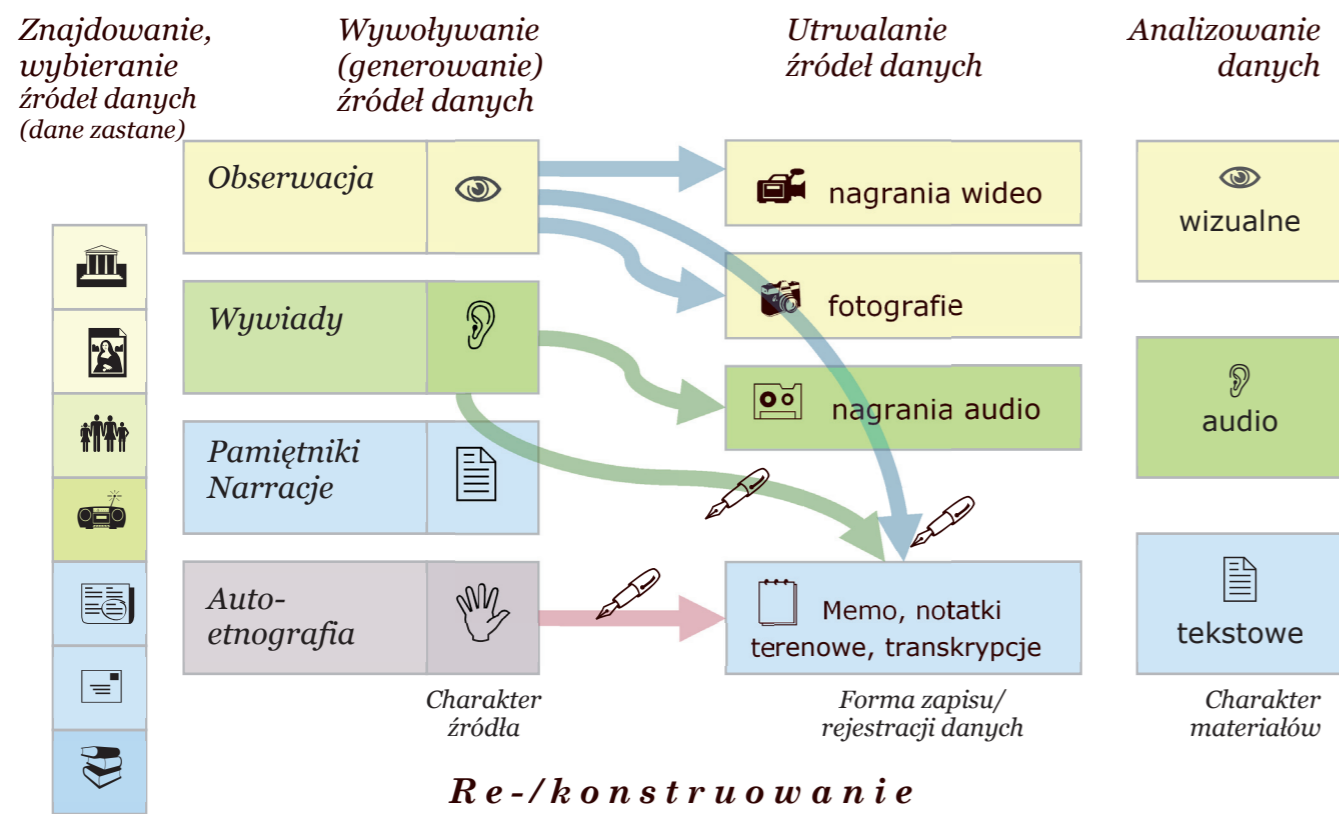 Znajdowanie,
wybieranie
źródeł danych
(dane zastane)
Wywoływanie
(generowanie)
źródeł danych
Utrwalanie
źródeł danych
Analizowanie
danych
Obserwacja
nagrania wideo
wizualne
Wywiady
fotografie
nagrania audio
audio
Pamiętniki
Narracje
Auto-
etnografia
Memo, notatki
terenowe, transkrypcje
tekstowe
Charakter
źródła
Forma zapisu/
rejestracji danych
Charakter
materiałów
Re-/konstruowanie